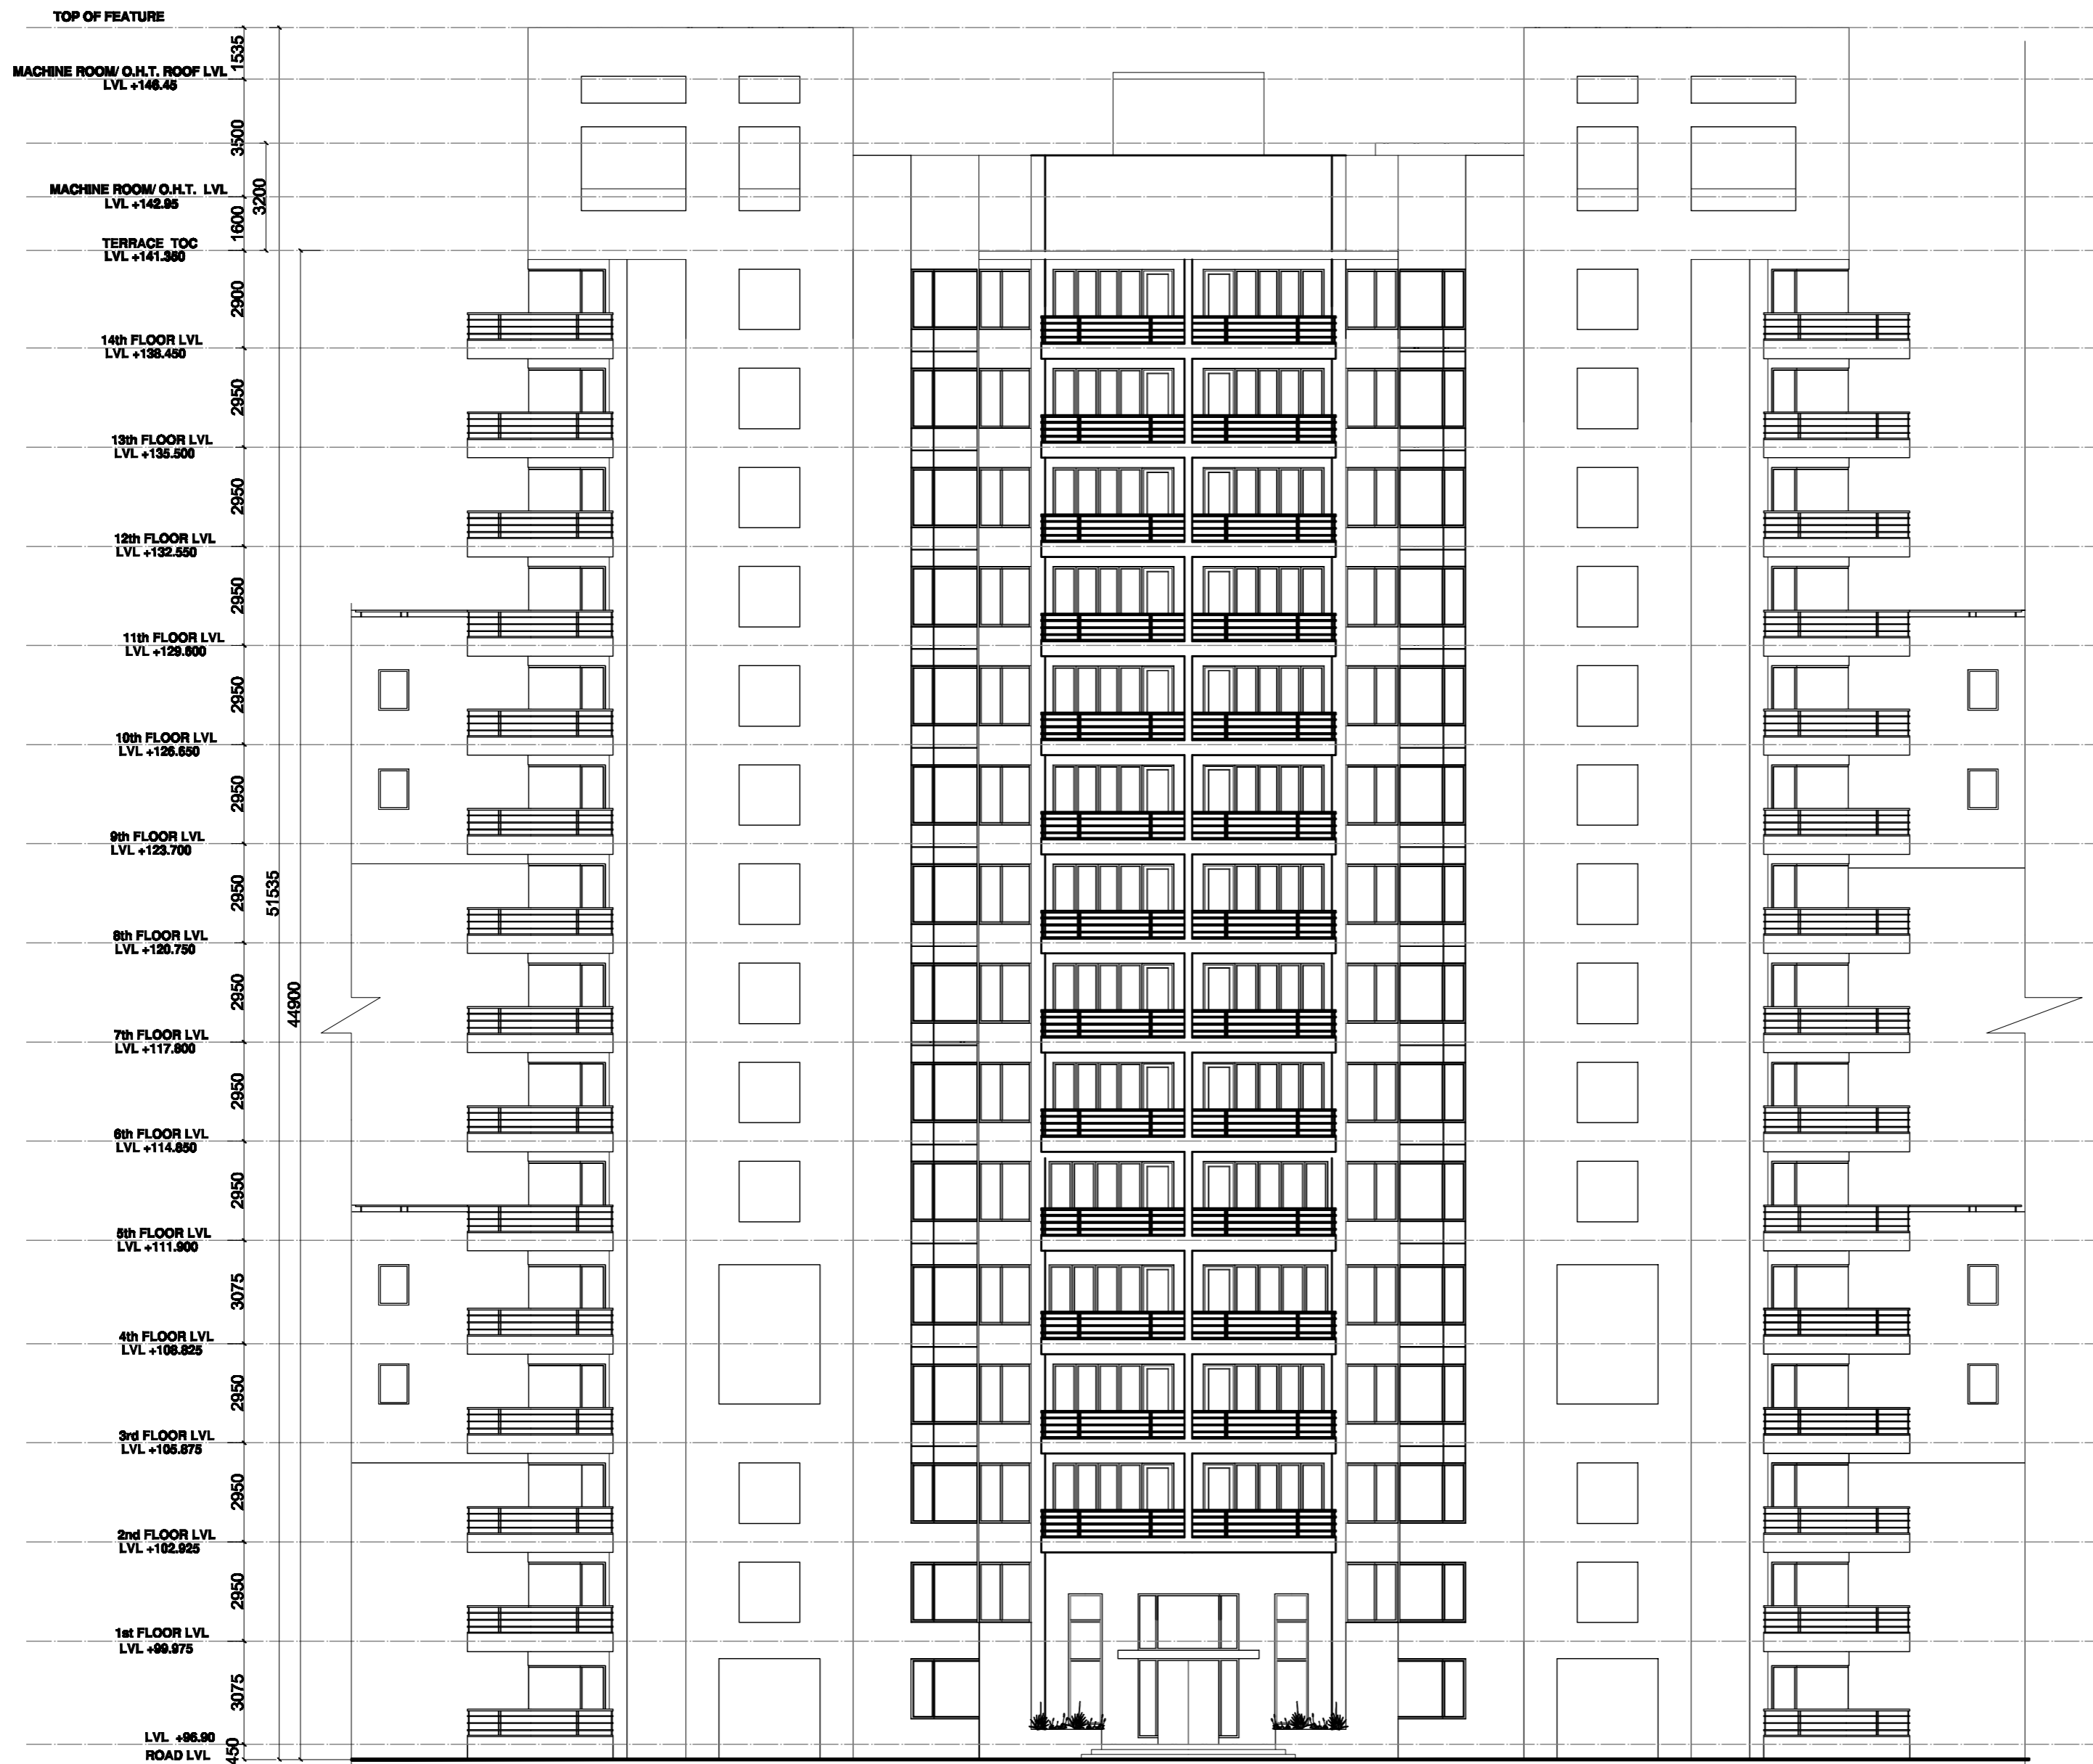 TOP OF FEATURE
1535
MACHINE ROOM/ O.H.T. ROOF LVL
LVL +146.45
3500
3200
MACHINE ROOM/ O.H.T. LVL
LVL +142.95
1600
TERRACE TOC
LVL +141.350
2900
14th FLOOR LVL
LVL +138.450
2950
13th FLOOR LVL
LVL +135.500
2950
12th FLOOR LVL
LVL +132.550
2950
11th FLOOR LVL
LVL +129.600
2950
10th FLOOR LVL
LVL +126.650
2950
9th FLOOR LVL
LVL +123.700
2950
51535
8th FLOOR LVL
LVL +120.750
2950
44900
7th FLOOR LVL
LVL +117.800
2950
6th FLOOR LVL
LVL +114.850
2950
5th FLOOR LVL
LVL +111.900
3075
4th FLOOR LVL
LVL +108.825
2950
3rd FLOOR LVL
LVL +105.875
2950
2nd FLOOR LVL
LVL +102.925
2950
1st FLOOR LVL
LVL +99.975
3075
LVL +96.90
450
ROAD LVL